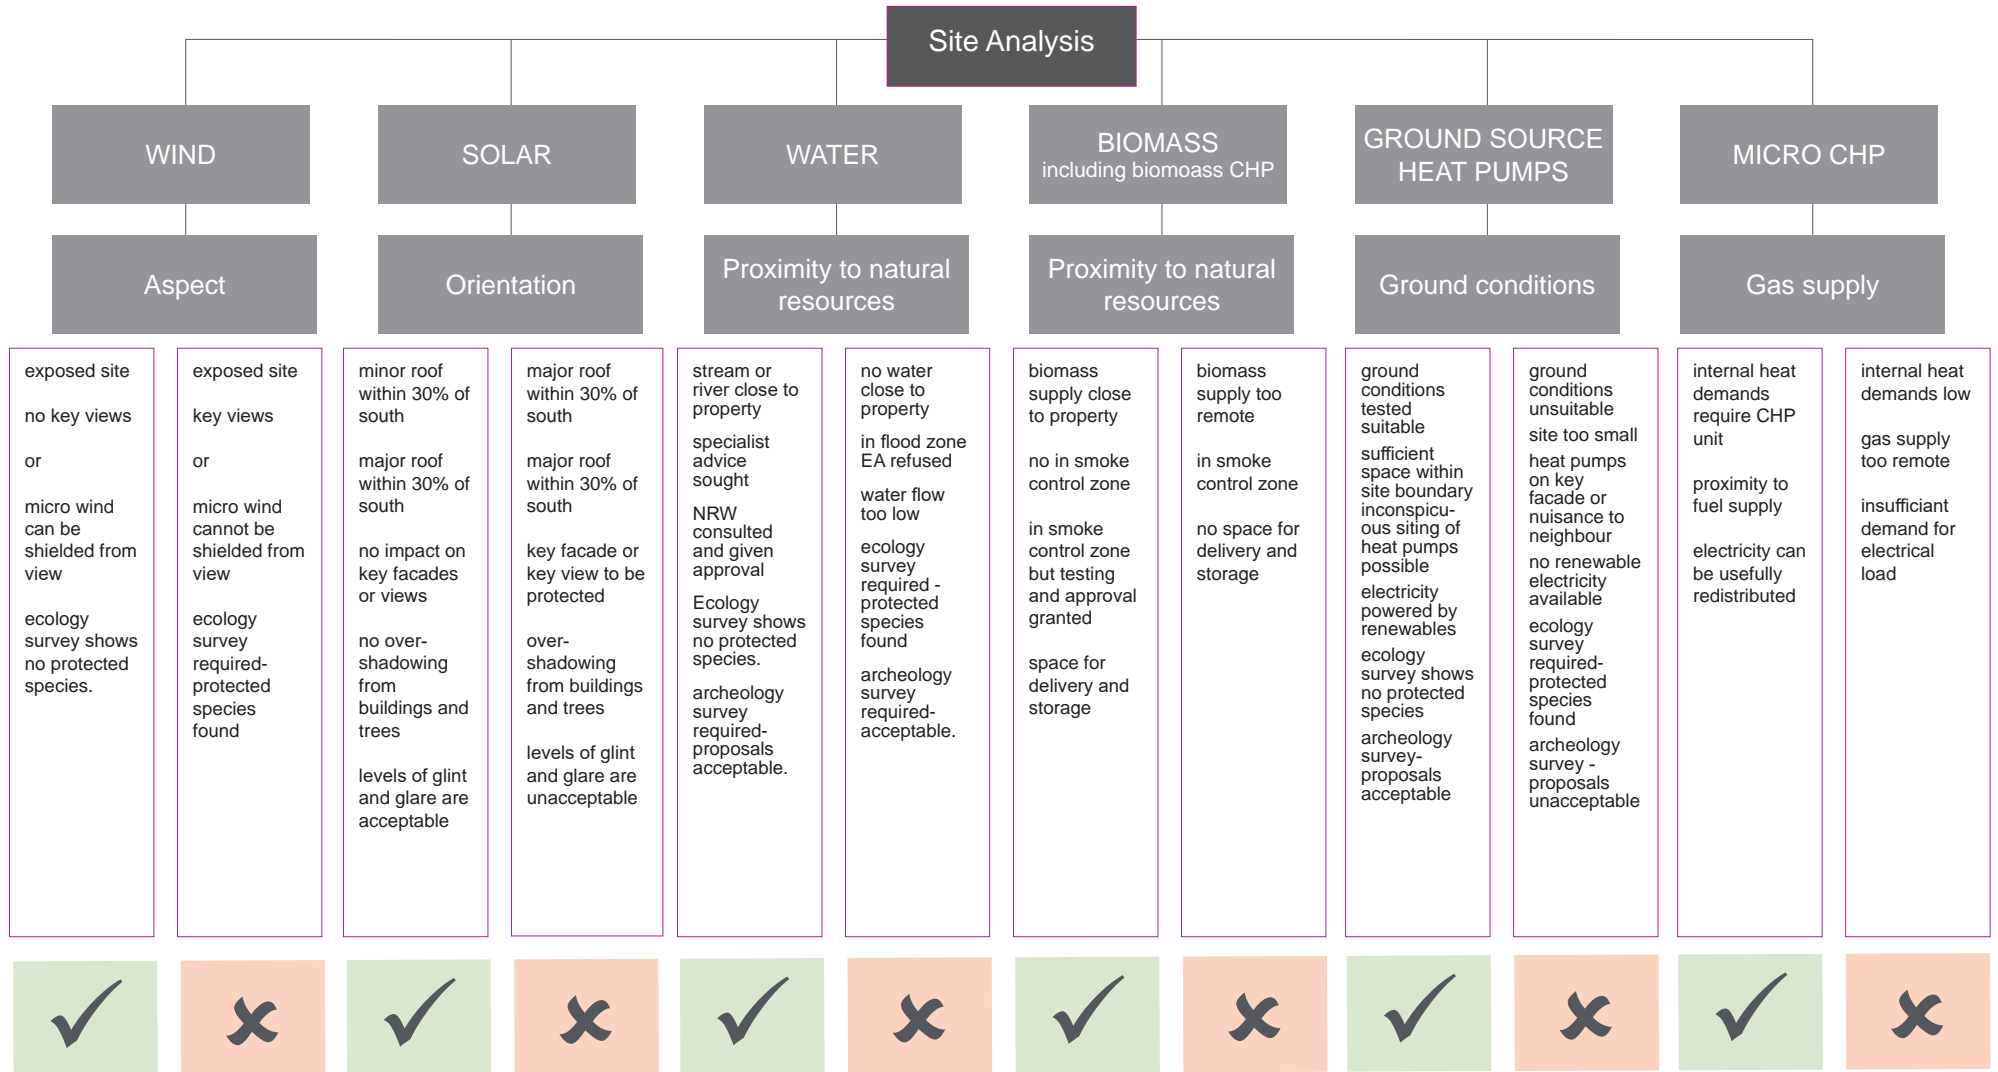 Site Analysis
WIND
SOLAR
WATER
BIOMASS
including biomoass CHP
GROUND SOURCE
HEAT PUMPS
MICRO CHP
Aspect
Orientation
Proximity to natural
resources
Proximity to natural
resources
Ground conditions
Gas supply
exposed site
no key views
or
micro wind
can be
shielded from
view
ecology
survey shows
no protected
species.
exposed site
key views
or
micro wind
cannot be
shielded from
view
ecology
survey
required-
protected
species
found
minor roof
within 30% of
south
major roof
within 30% of
south
no impact on
key facades
or views
no over-
shadowing
from
buildings and
trees
levels of glint
and glare are
acceptable
major roof
within 30% of
south
major roof
within 30% of
south
key facade or
key view to be
protected
over-
shadowing
from buildings
and trees
levels of glint
and glare are
unacceptable
stream or
river close to
property
specialist
advice
sought
NRW
consulted
and given
approval
Ecology
survey shows
no protected
species.
archeology
survey
required-
proposals
acceptable.
no water
close to
property
in flood zone
EA refused
water flow
too low
ecology
survey
required -
protected
species
found
archeology
survey
required-
acceptable.
biomass
supply close
to property
no in smoke
control zone
in smoke
control zone
but testing
and approval
granted
space for
delivery and
storage
biomass
supply too
remote
in smoke
control zone
no space for
delivery and
storage
ground
conditions
tested
suitable
sufficient
space within
site boundary
inconspicu-
ous siting of
heat pumps
possible
electricity
powered by
renewables
ecology
survey shows
no protected
species
archeology
survey-
proposals
acceptable
ground
conditions
unsuitable
site too small
heat pumps
on key
facade or
nuisance to
neighbour
no renewable
electricity
available
ecology
survey
required-
protected
species
found
archeology
survey -
proposals
unacceptable
internal heat
demands
require CHP
unit
proximity to
fuel supply
electricity can
be usefully
redistributed
internal heat
demands low
gas supply
too remote
insufficiant
demand for
electrical
load